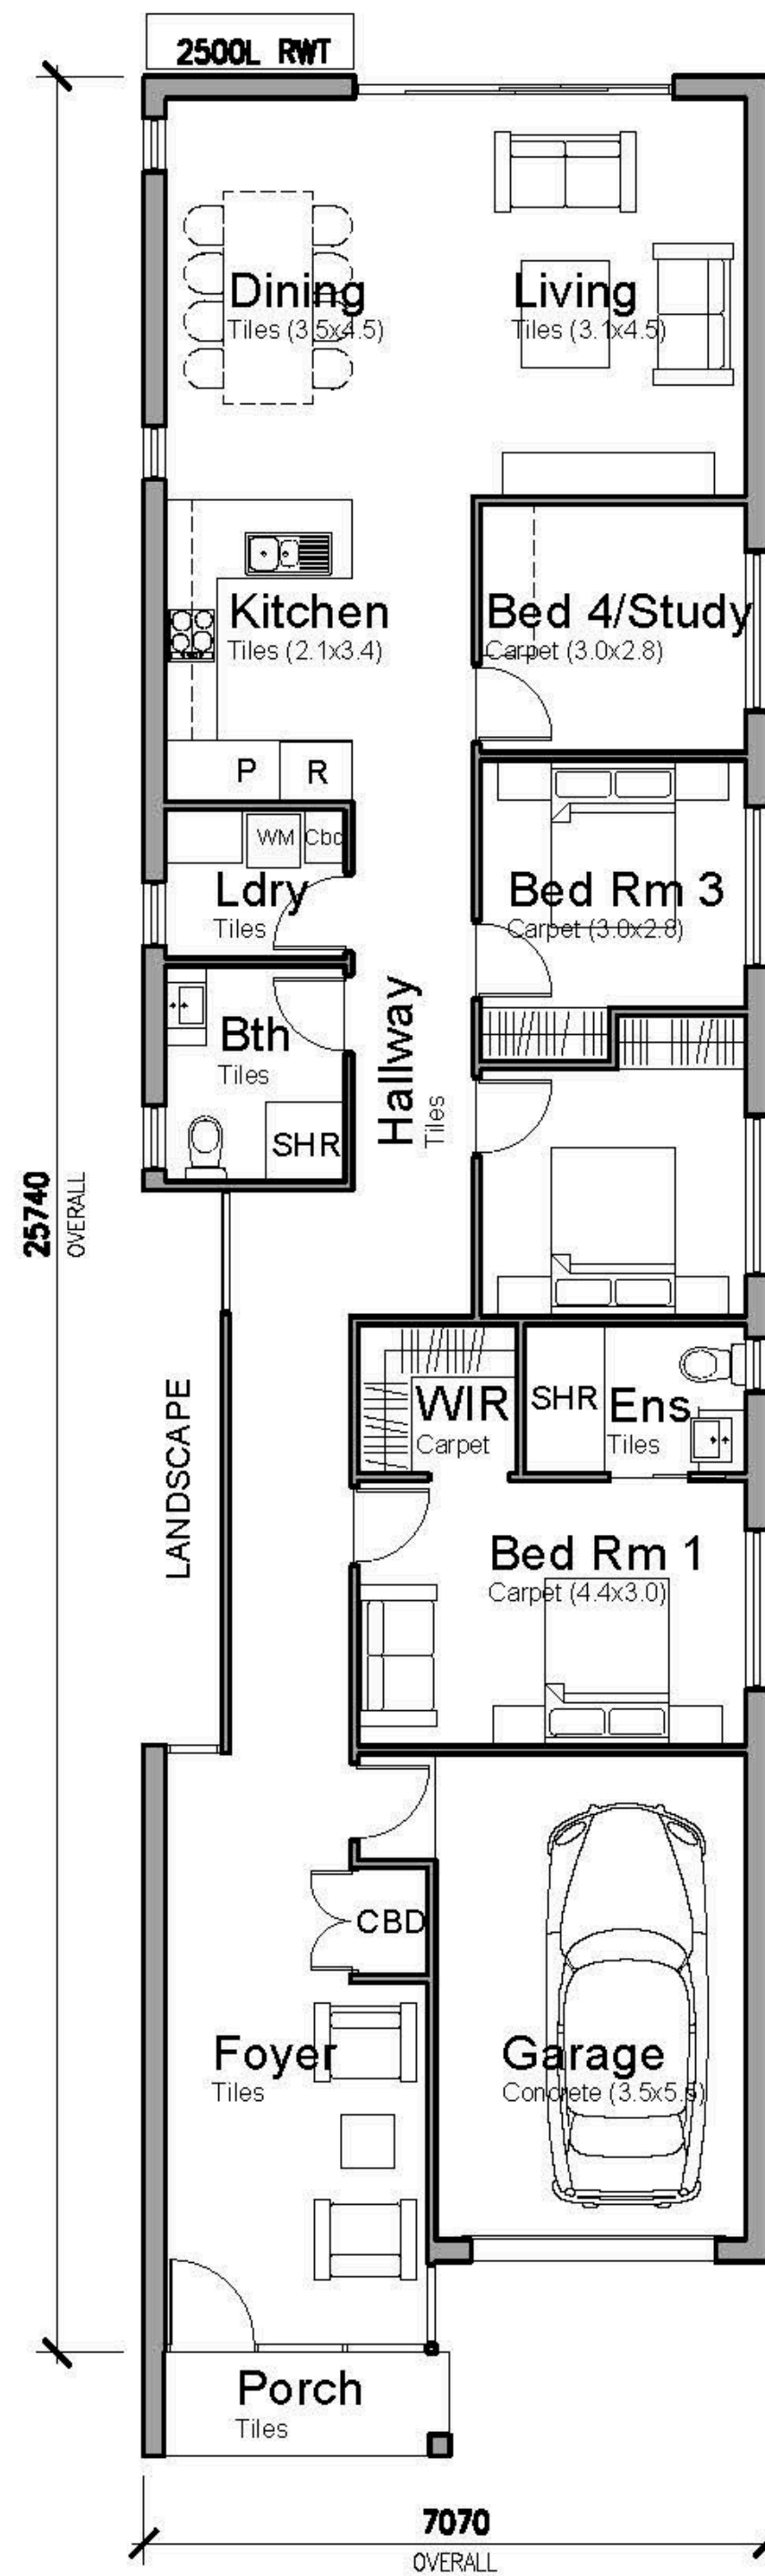 2500L RWT
Dining
Tiles (3.5x4.5)
Living
Tiles (3.1x4.5)
Kitchen
Tiles (2.1x3.4)
Bed 4/Study
Carpet (3.0x2.8)
P
R
WM
Cbd
Ldry
Tiles
Bed Rm 3
Carpet (3.0x2.8)
Bth
Tiles
SHR
Hallway
Tiles
25740
OVERALL
LANDSCAPE
WIR
Carpet
SHR
Ens
Tiles
Bed Rm 1
Carpet (4.4x3.0)
CBD
Foyer
Tiles
Garage
Concrete (3.5x5.5)
Porch
Tiles
7070
OVERALL